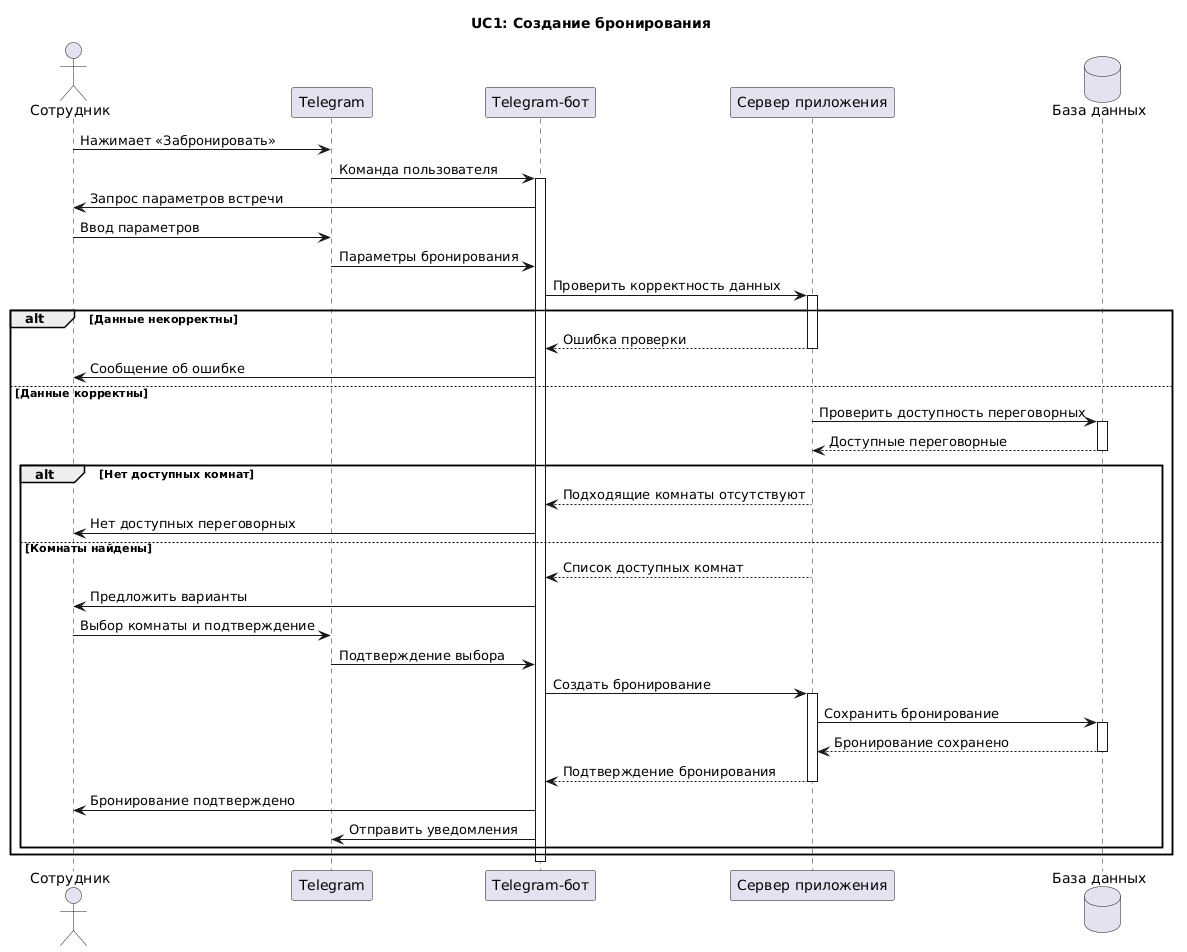 UC1: Создание бронирования
Сотрудник
Telegram
Telegram-бот
Сервер приложения
База данных
Нажимает «Забронировать»
Команда пользователя
Запрос параметров встречи
Ввод параметров
Параметры бронирования
Проверить корректность данных
alt
[Данные некорректны]
Ошибка проверки
Сообщение об ошибке
[Данные корректны]
Проверить доступность переговорных
Доступные переговорные
alt
[Нет доступных комнат]
Подходящие комнаты отсутствуют
Нет доступных переговорных
[Комнаты найдены]
Список доступных комнат
Предложить варианты
Выбор комнаты и подтверждение
Подтверждение выбора
Создать бронирование
Сохранить бронирование
Бронирование сохранено
Подтверждение бронирования
Бронирование подтверждено
Отправить уведомления
Сотрудник
Telegram
Telegram-бот
Сервер приложения
База данных